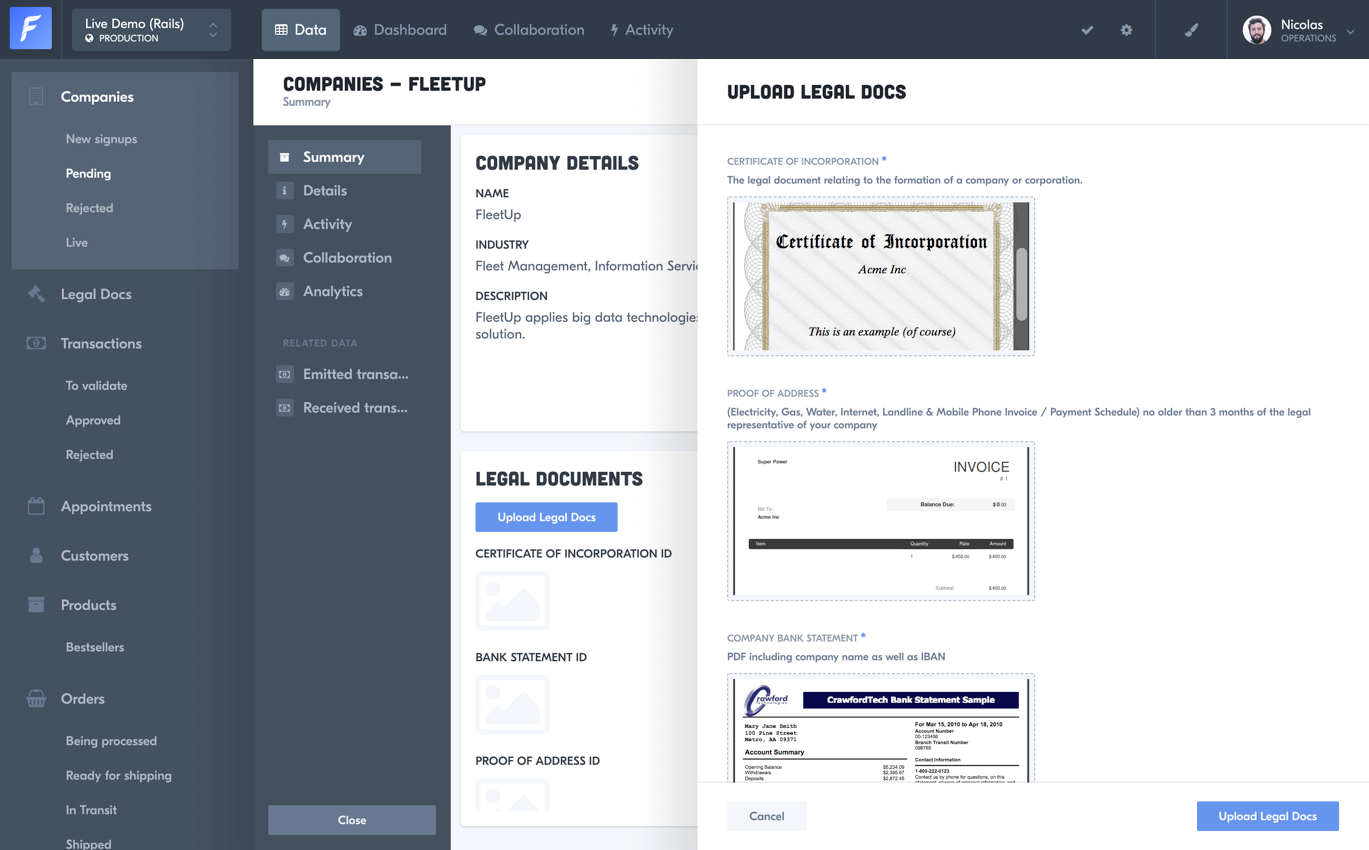 Live Demo (Rails)
PRODUCTION
Data
Dashboard
Collaboration
Activity
Nicolas
OPERATIONS
Companies
New signups
Pending
Rejected
Live
Legal Docs
Transactions
To validate
Approved
Rejected
Appointments
Customers
Products
Bestsellers
Orders
Being processed
Ready for shipping
In Transit
Shipped
COMPANIES – FLEETUP
Summary
Summary
Details
Activity
Collaboration
Analytics
RELATED DATA
Emitted transa...
Received trans...
Close
COMPANY DETAILS
NAME
FleetUp
INDUSTRY
Fleet Management, Information Servi
DESCRIPTION
FleetUp applies big data technologies
solution.
LEGAL DOCUMENTS
Upload Legal Docs
CERTIFICATE OF INCORPORATION ID
BANK STATEMENT ID
PROOF OF ADDRESS ID
UPLOAD LEGAL DOCS
CERTIFICATE OF INCORPORATION *
The legal document relating to the formation of a company or corporation.
Certificate of Incorporation
Acme Inc
This is an example (of course)
PROOF OF ADDRESS *
(Electricity, Gas, Water, Internet, Landline & Mobile Phone Invoice / Payment Schedule) no older than 3 months of the legal
representative of your company
Super Power
INVOICE
# 1
Balance Due: $0.00
Bill To:
Acme Inc
Item Quantity Rate Amount
1 $450.00 $450.00
Subtotal: $450.00
COMPANY BANK STATEMENT *
PDF including company name as well as IBAN
Crawford
CrawfordTech Bank Statement Sample
Mary Jane Smith
100 Pine Street
Metro, AA 09371
For Mar 15, 2010 to Apr 18, 2010
Account Number
00-123456
Branch Transit Number
098765
Account Summary
Contact Information
Opening Balance $5,234.09
Withdrawals $2,395.67
Deposits $2,872.45
1-800-222-0123
Contact us by phone for questions, on this
Cancel
Upload Legal Docs